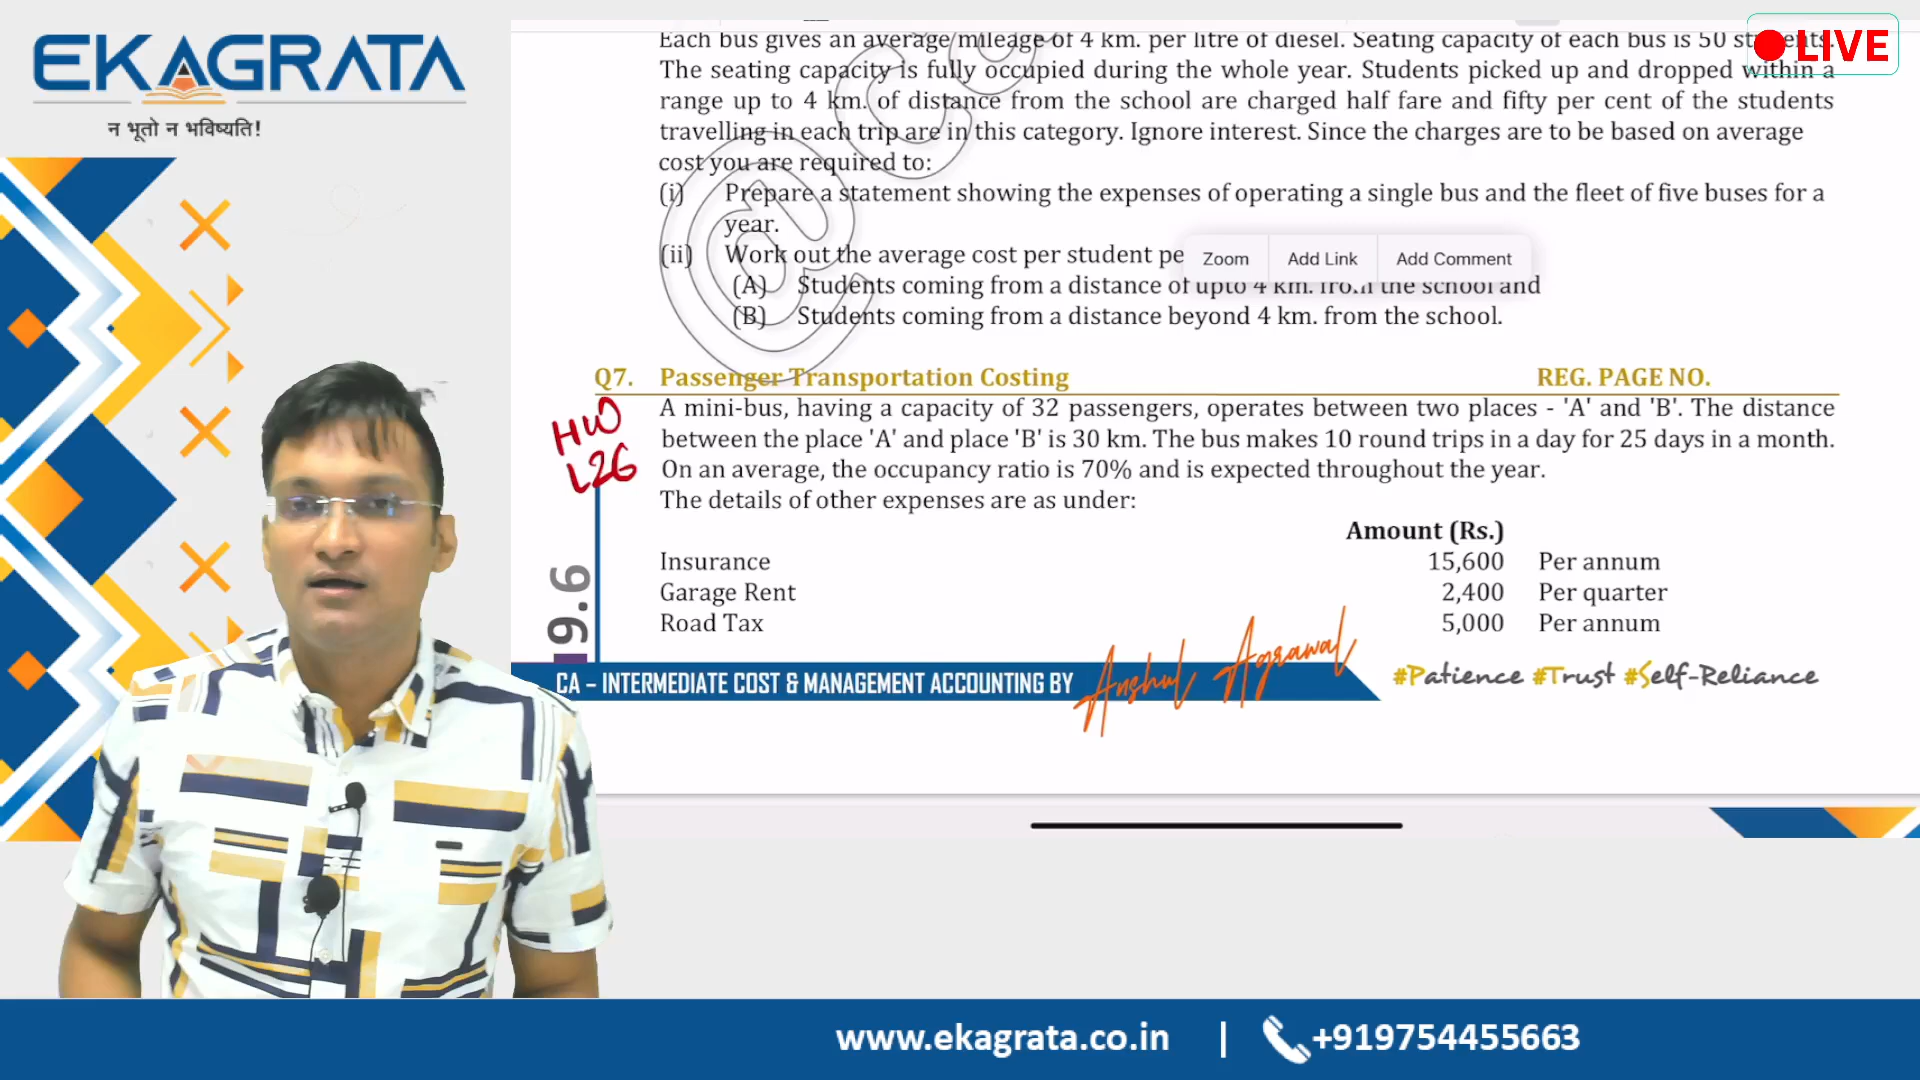 EKAGRATA
न भूतो न भविष्यति!
LIVE
Each bus gives an average mileage of 4 km. per litre of diesel. Seating capacity of each bus is 50 students.
The seating capacity is fully occupied during the whole year. Students picked up and dropped within a
range up to 4 km. of distance from the school are charged half fare and fifty per cent of the students
travelling in each trip are in this category. Ignore interest. Since the charges are to be based on average
cost you are required to:
(i) Prepare a statement showing the expenses of operating a single bus and the fleet of five buses for a
year.
(ii) Work out the average cost per student pe
Zoom Add Link Add Comment
(A) Students coming from a distance of upto 4 km. from the school and
(B) Students coming from a distance beyond 4 km. from the school.
Q7. Passenger Transportation Costing REG. PAGE NO.
HW
L26
A mini-bus, having a capacity of 32 passengers, operates between two places - 'A' and 'B'. The distance
between the place 'A' and place 'B' is 30 km. The bus makes 10 round trips in a day for 25 days in a month.
On an average, the occupancy ratio is 70% and is expected throughout the year.
The details of other expenses are as under:
Amount (Rs.)
Insurance 15,600 Per annum
Garage Rent 2,400 Per quarter
Road Tax 5,000 Per annum
19.6
CA – INTERMEDIATE COST & MANAGEMENT ACCOUNTING BY Anshul Agrawal
#Patience #Trust #Self-Reliance
www.ekagrata.co.in | +919754455663